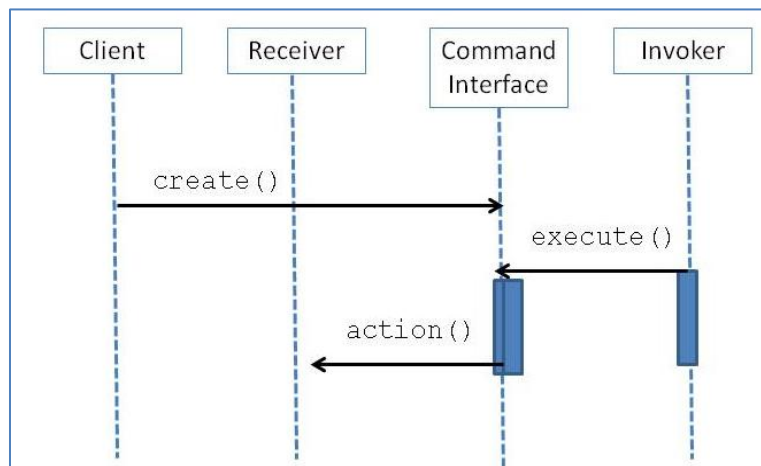 Client
Receiver
Command
Interface
Invoker
create()
execute()
action()